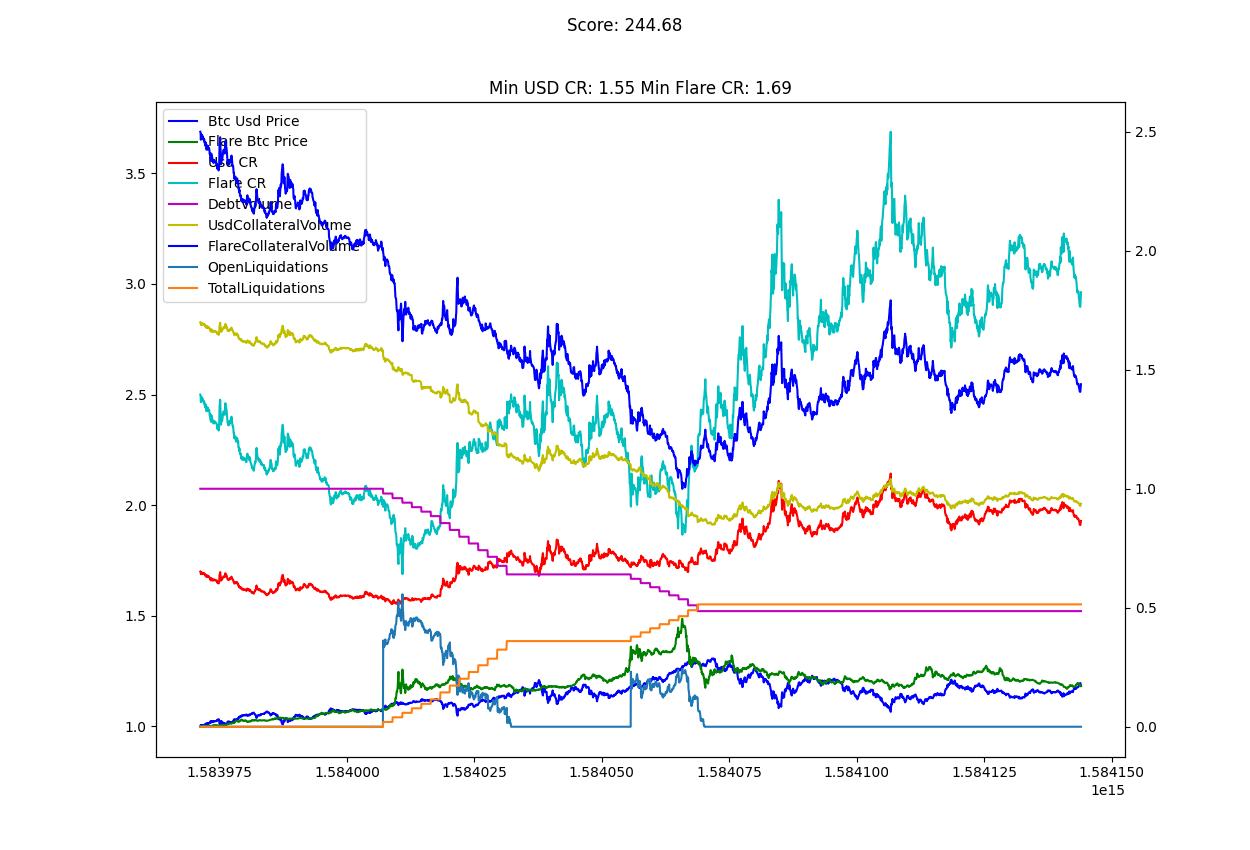 Score: 244.68
Min USD CR: 1.55 Min Flare CR: 1.69
Btc Usd Price
Flare Btc Price
Usd CR
Flare CR
DebtVolume
UsdCollateralVolume
FlareCollateralVolume
OpenLiquidations
TotalLiquidations
3.5
3.0
2.5
2.0
1.5
1.0
2.5
2.0
1.5
1.0
0.5
0.0
1.583975 1.584000 1.584025 1.584050 1.584075 1.584100 1.584125 1.584150
1e15